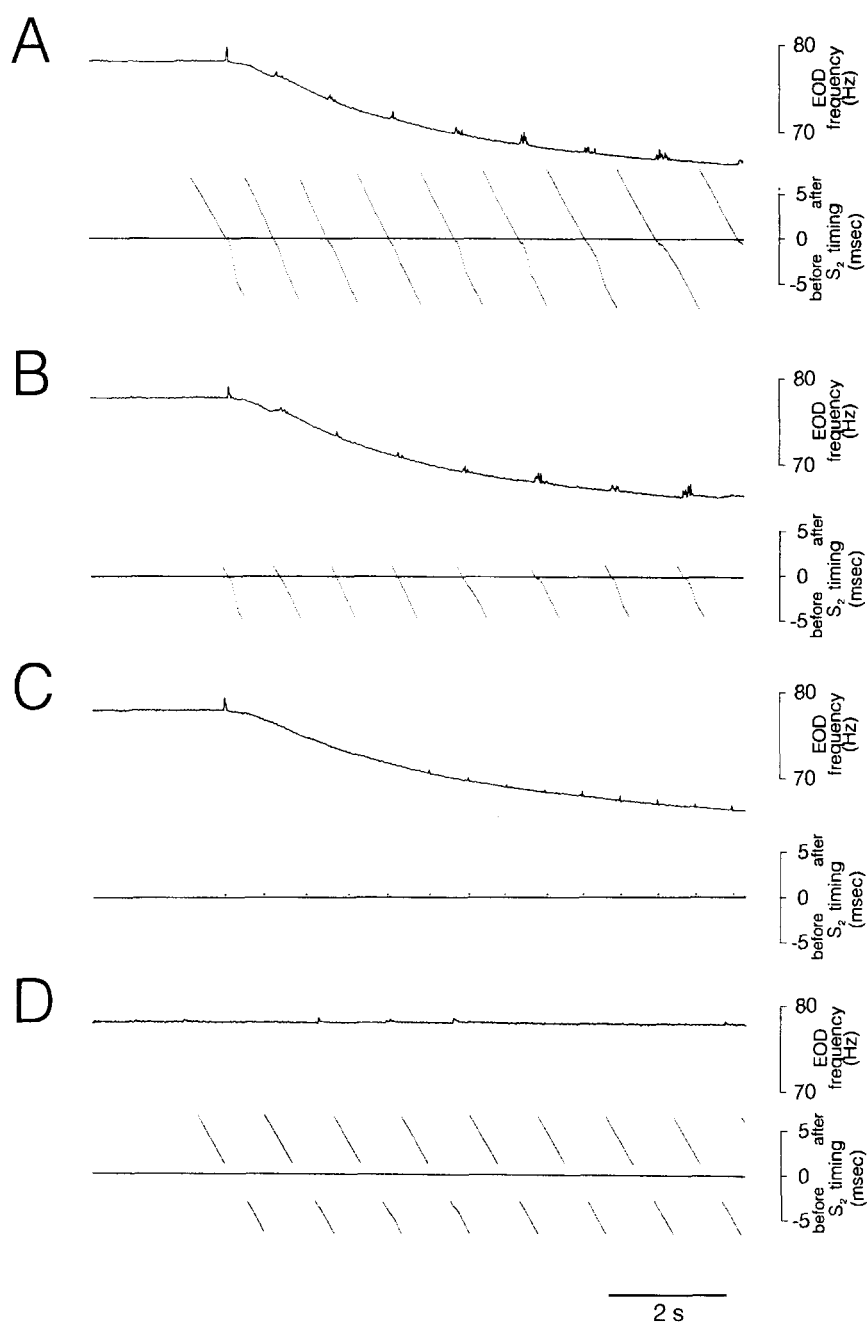 A
80
EOD
frequency
(Hz)
70
5
after
0
S2 timing
(msec)
-5
before
B
80
EOD
frequency
(Hz)
70
5
after
0
S2 timing
(msec)
-5
before
C
80
EOD
frequency
(Hz)
70
5
after
0
S2 timing
(msec)
-5
before
D
80
EOD
frequency
(Hz)
70
5
after
0
S2 timing
(msec)
-5
before
2 s